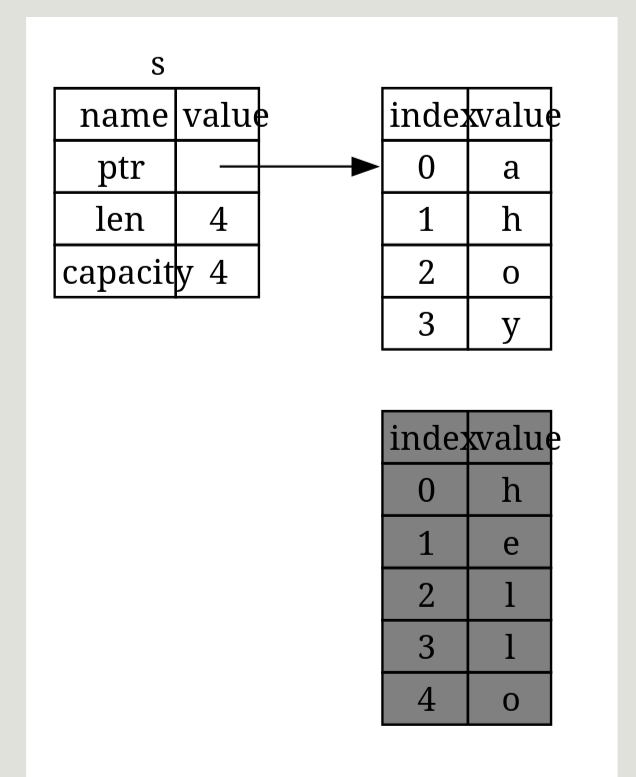 s
name value
ptr
len 4
capacity 4
index value
0 a
1 h
2 o
3 y
index value
0 h
1 e
2 l
3 l
4 o